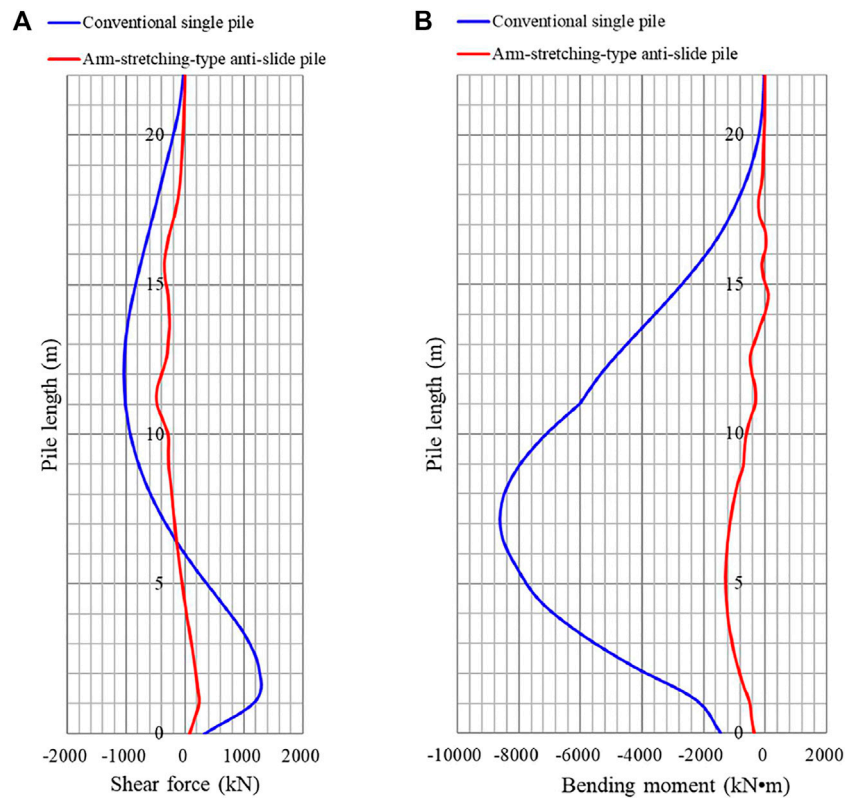 A
Conventional single pile
Arm-stretching-type anti-slide pile
20
15
10
5
0
-2000 -1000 0 1000 2000
Pile length (m)
Shear force (kN)
B
Conventional single pile
Arm-stretching-type anti-slide pile
20
15
10
5
0
-10000 -8000 -6000 -4000 -2000 0 2000
Pile length (m)
Bending moment (kN•m)